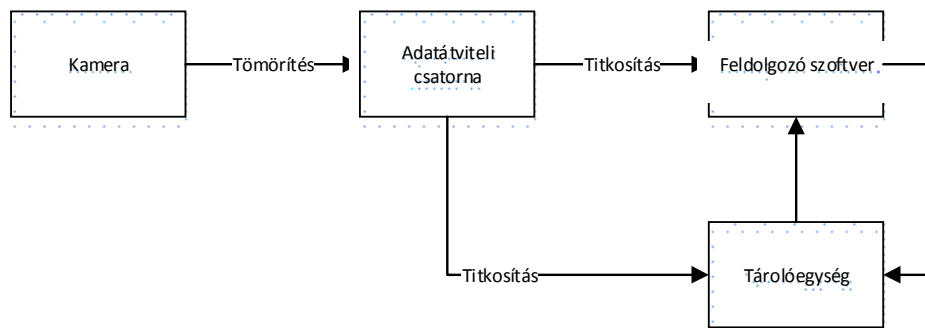 Kamera
Tömörítés
Adatátviteli
csatorna
Titkosítás
Feldolgozó szoftver
Titkosítás
Tárolóegység